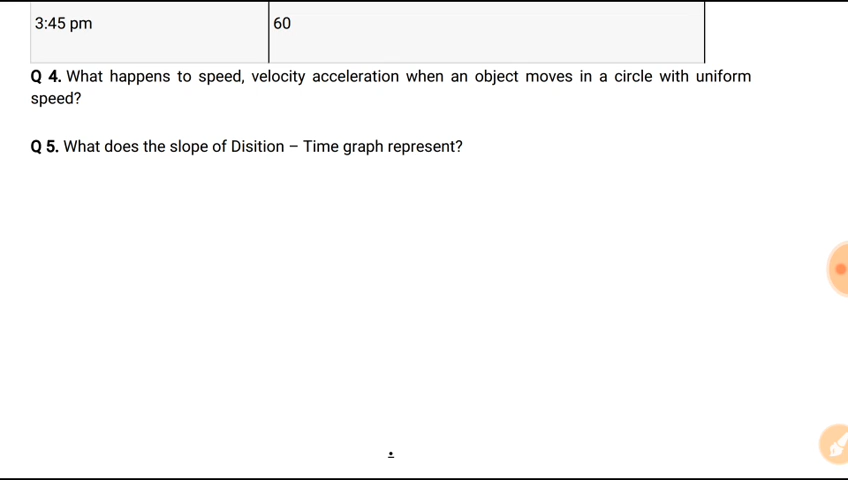 3:45 pm
60
Q 4. What happens to speed, velocity acceleration when an object moves in a circle with uniform
speed?
Q 5. What does the slope of Disition – Time graph represent?